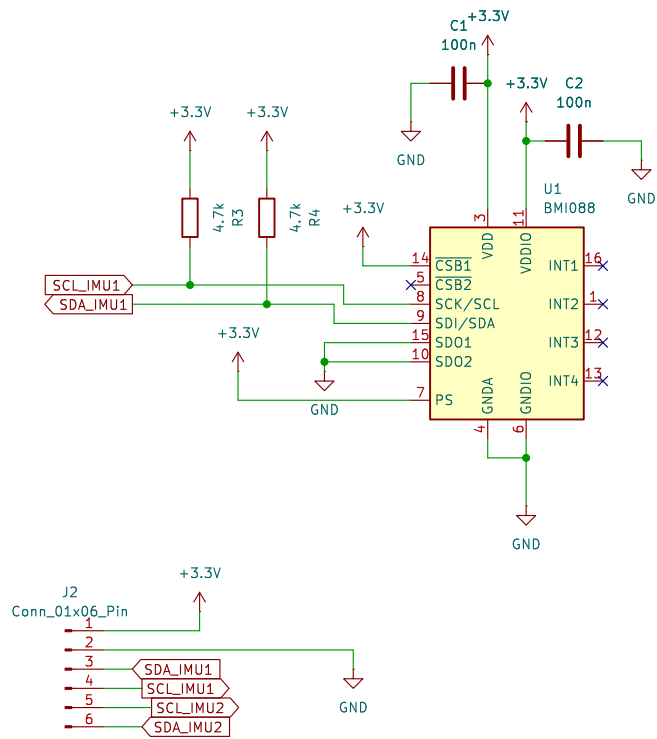 C1
+3.3V
100n
+3.3V
C2
100n
GND
GND
+3.3V
+3.3V
4.7k
R3
4.7k
R4
+3.3V
U1
BMI088
3
VDD
11
VDDIO
14
CSB1
5
CSB2
8
SCK/SCL
9
SDI/SDA
15
SDO1
10
SDO2
7
PS
INT1
16
INT2
1
INT3
12
INT4
13
GNDA
4
GNDIO
6
SCL_IMU1
SDA_IMU1
+3.3V
GND
GND
J2
Conn_01x06_Pin
+3.3V
1
2
3
SDA_IMU1
4
SCL_IMU1
5
SCL_IMU2
6
SDA_IMU2
GND